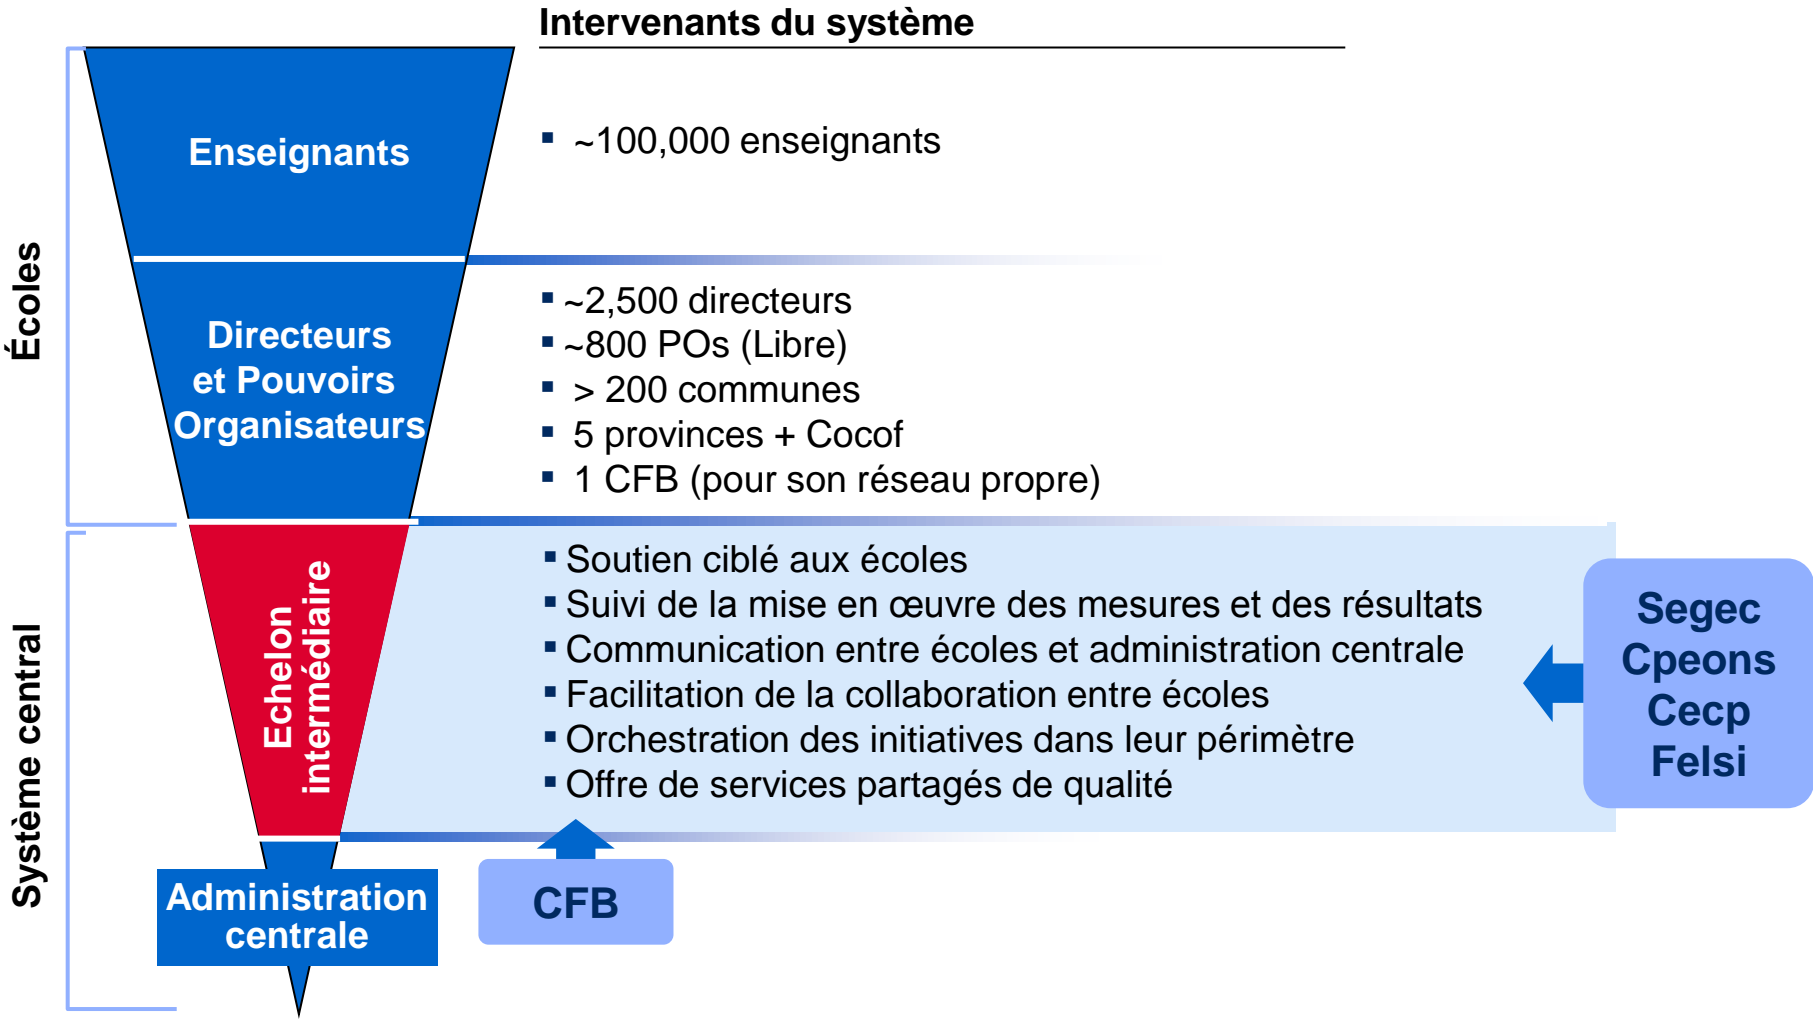 Intervenants du système
Écoles
Enseignants
▪ ~100,000 enseignants
Directeurs
et Pouvoirs
Organisateurs
▪ ~2,500 directeurs
▪ ~800 POs (Libre)
▪ > 200 communes
▪ 5 provinces + Cocof
▪ 1 CFB (pour son réseau propre)
Système central
Echelon
intermédiaire
▪ Soutien ciblé aux écoles
▪ Suivi de la mise en œuvre des mesures et des résultats
▪ Communication entre écoles et administration centrale
▪ Facilitation de la collaboration entre écoles
▪ Orchestration des initiatives dans leur périmètre
▪ Offre de services partagés de qualité
Segec
Cpeons
Cecp
Felsi
Administration
centrale
CFB